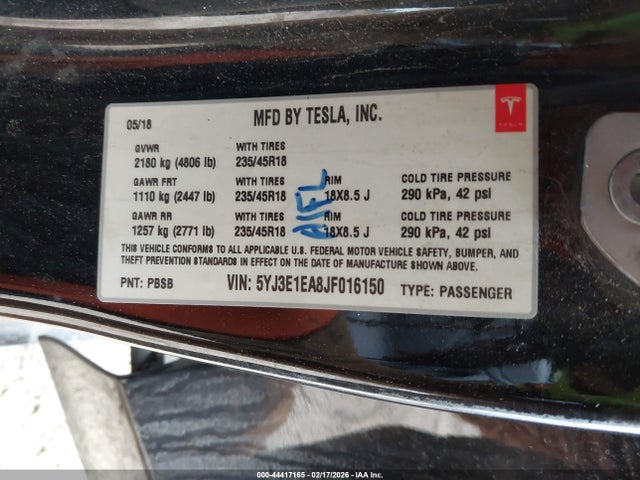 05/18 MFD BY TESLA, INC.
TESLA
GVWR WITH TIRES
2180 kg (4806 lb) 235/45R18
GAWR FRT WITH TIRES RIM COLD TIRE PRESSURE
1110 kg (2447 lb) 235/45R18 18X8.5 J 290 kPa, 42 psi
GAWR RR WITH TIRES RIM COLD TIRE PRESSURE
1257 kg (2771 lb) 235/45R18 18X8.5 J 290 kPa, 42 psi
THIS VEHICLE CONFORMS TO ALL APPLICABLE U.S. FEDERAL MOTOR VEHICLE SAFETY, BUMPER, AND
THEFT PREVENTION STANDARDS IN EFFECT ON THE DATE OF MANUFACTURE SHOWN ABOVE.
PNT: PBSB VIN: 5YJ3E1EA8JF016150 TYPE: PASSENGER
000-44417165 - 02/17/2026 - IAA Inc.